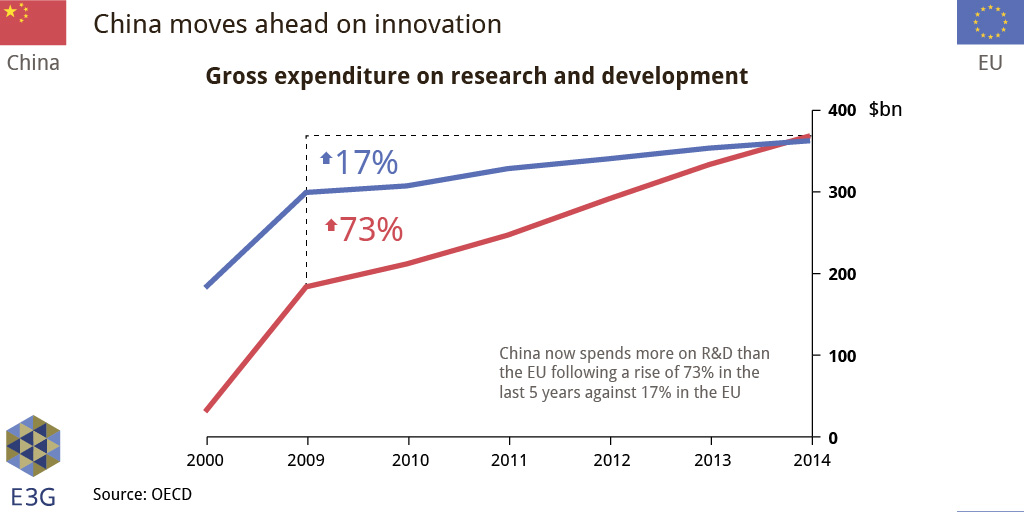 China moves ahead on innovation
China
EU
Gross expenditure on research and development
400 $bn
17%
300
73%
200
China now spends more on R&D than
the EU following a rise of 73% in the
last 5 years against 17% in the EU
100
0
2000 2009 2010 2011 2012 2013 2014
E3G
Source: OECD